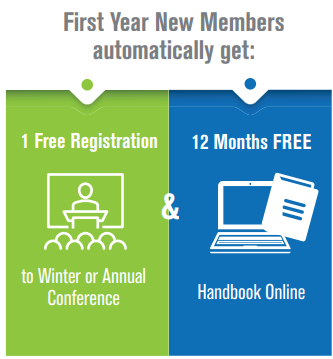 First Year New Members
automatically get:
1 Free Registration
to Winter or Annual
Conference
&
12 Months FREE
Handbook Online